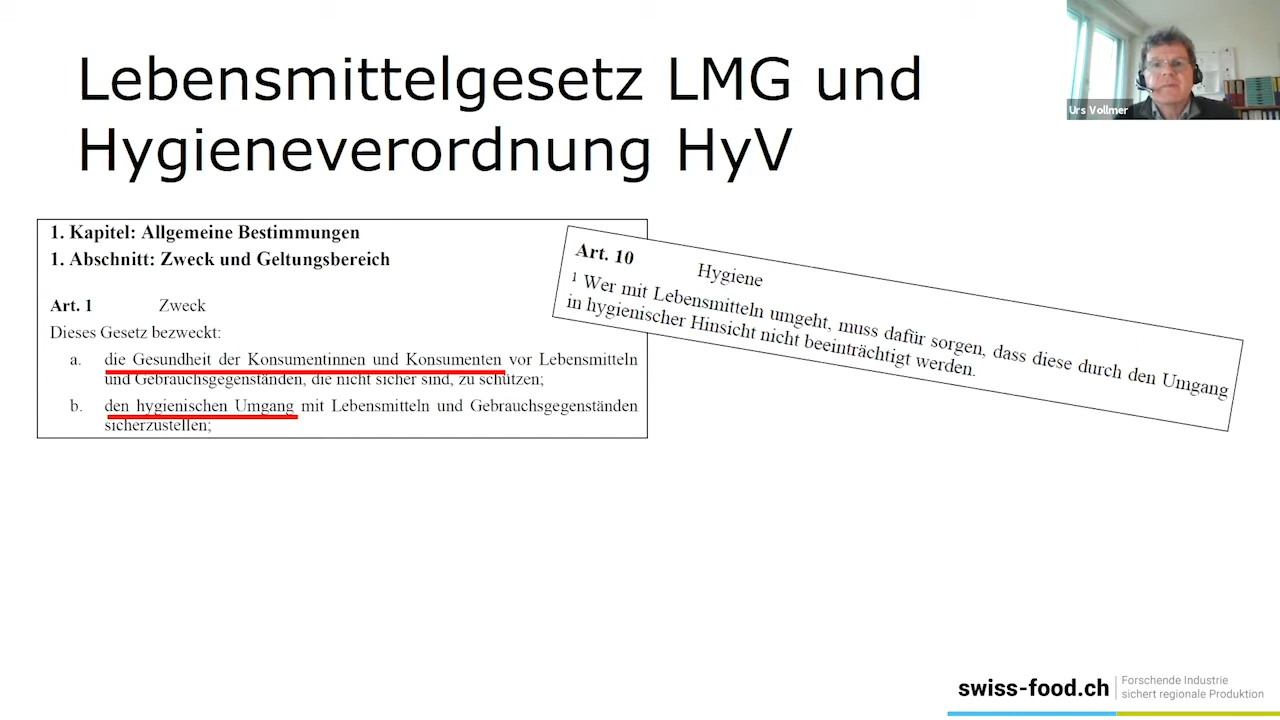 Lebensmittelgesetz LMG und
Hygieneverordnung HyV
Urs Vollmer
1. Kapitel: Allgemeine Bestimmungen
1. Abschnitt: Zweck und Geltungsbereich
Art. 1 Zweck
Dieses Gesetz bezweckt:
a. die Gesundheit der Konsumentinnen und Konsumenten vor Lebensmitteln
und Gebrauchsgegenständen, die nicht sicher sind, zu schützen;
b. den hygienischen Umgang mit Lebensmitteln und Gebrauchsgegenständen
sicherzustellen;
Art. 10 Hygiene
1 Wer mit Lebensmitteln umgeht, muss dafür sorgen, dass diese durch den Umgang
in hygienischer Hinsicht nicht beeinträchtigt werden.
swiss-food.ch
Forschende Industrie
sichert regionale Produktion